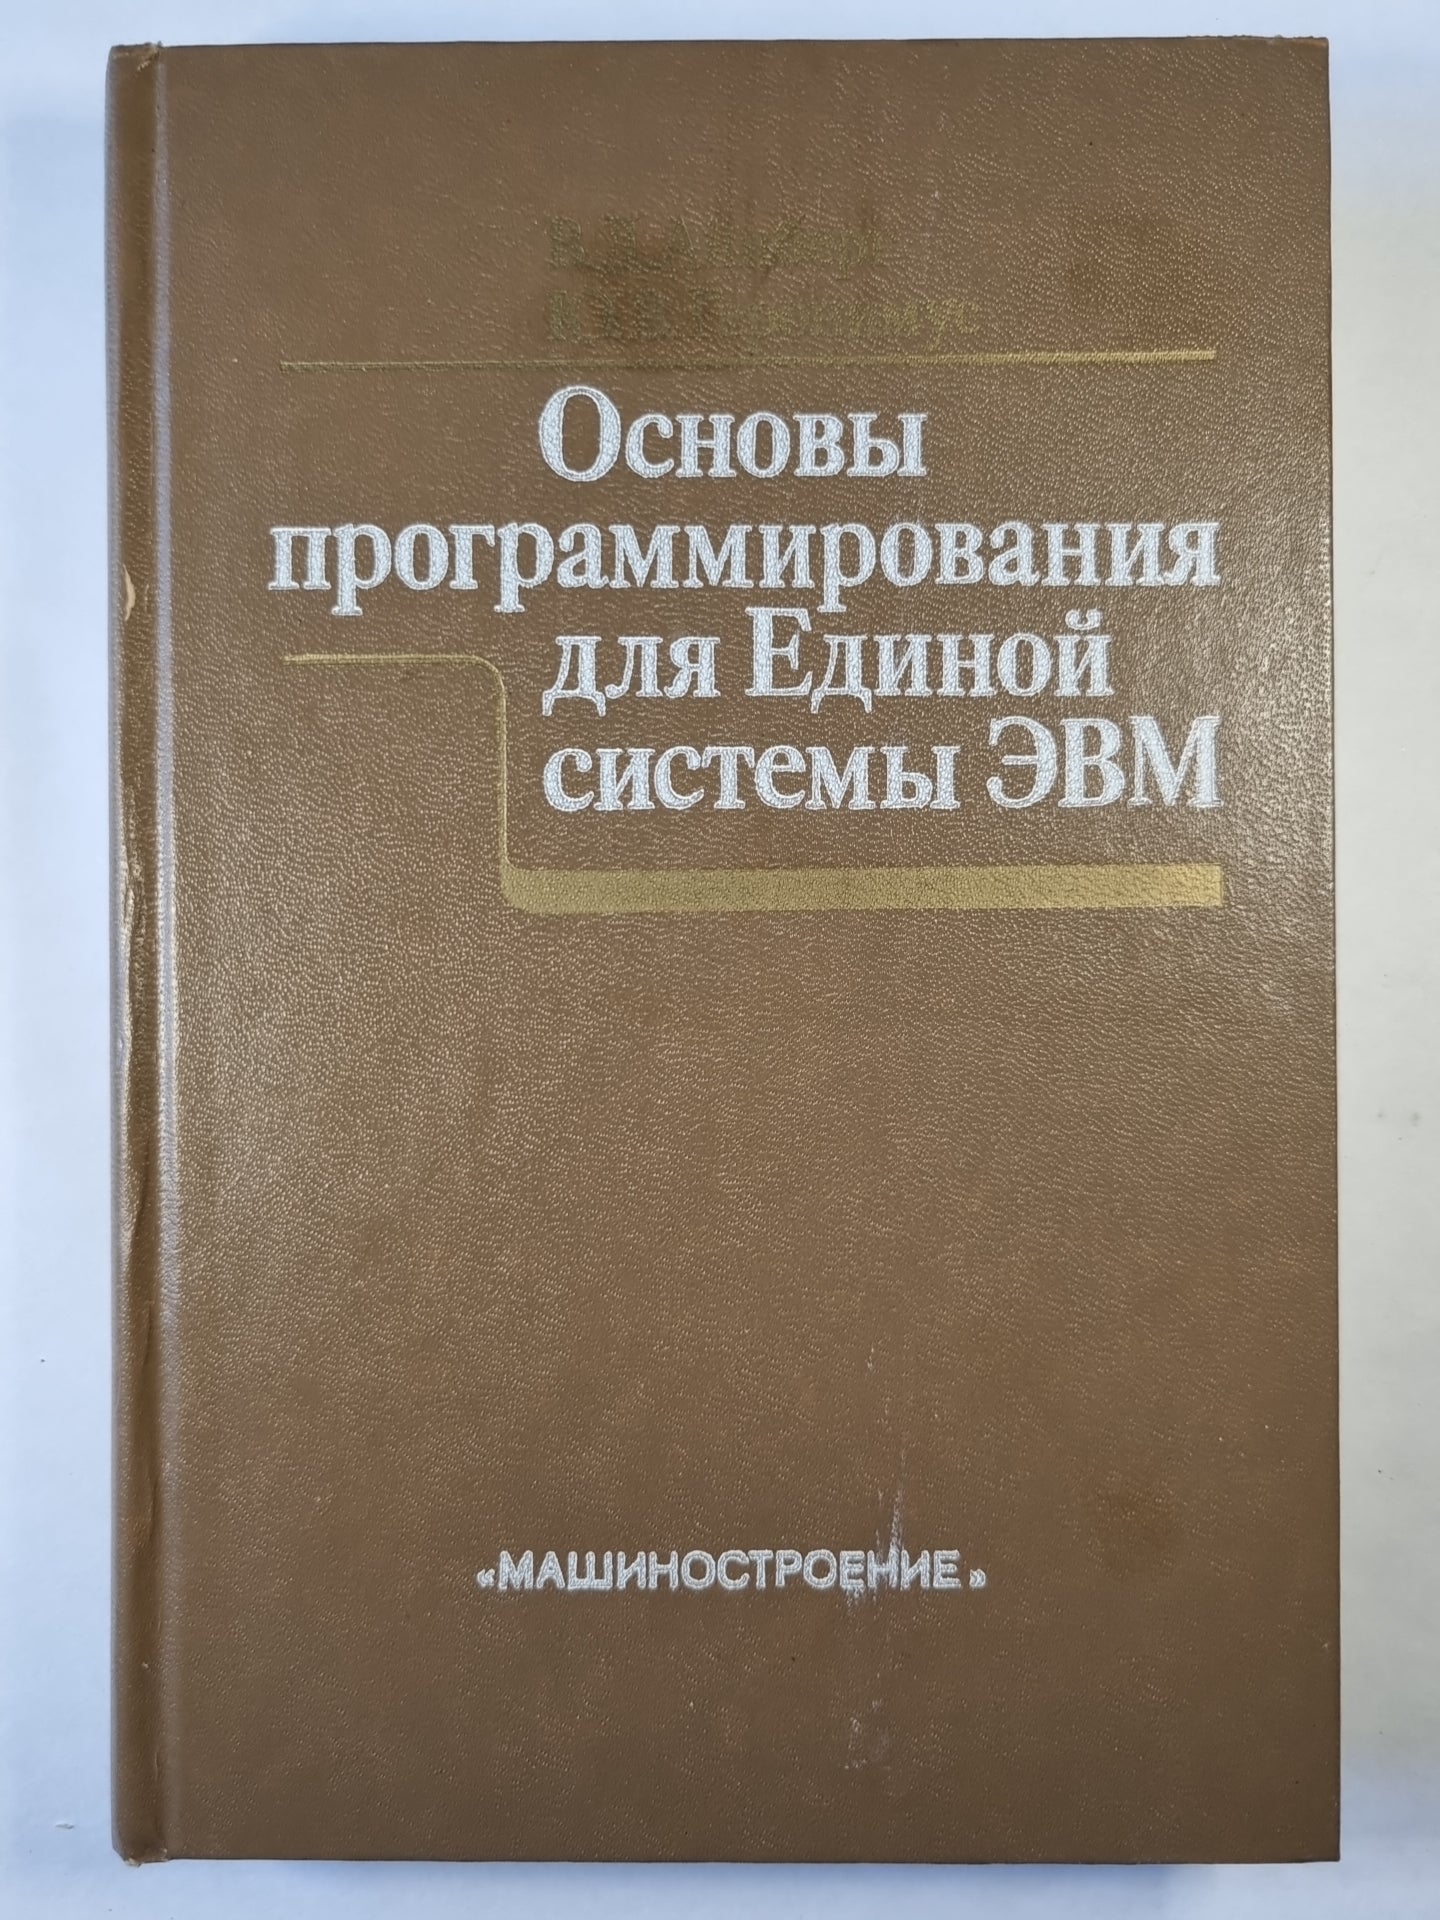 Основы
программирования
для Единой
системы ЭВМ
«МАШИНОСТРОЕНИЕ»